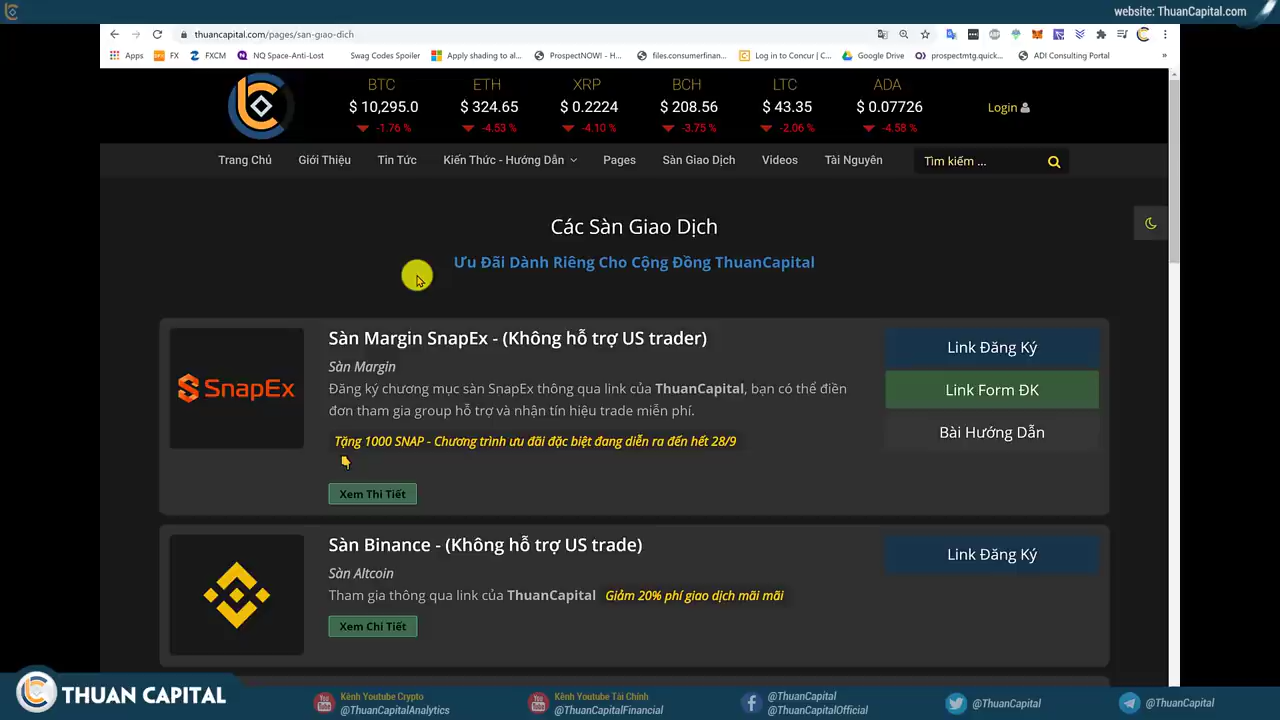 website: ThuanCapital.com
thuancapital.com/pages/san-giao-dich
Apps FX FXCM NQ Space-Anti-Lost Swag Codes Spoiler Apply shading to al... ProspectNOW! - H... files.consumerfinan... Log in to Concur | C... Google Drive prospectmtg.quick... ADI Consulting Portal »
BTC ETH XRP BCH LTC ADA
$ 10,295.0 $ 324.65 $ 0.2224 $ 208.56 $ 43.35 $ 0.07726
-1.76 % -4.53 % -4.10 % -3.75 % -2.06 % -4.58 %
Login
Trang Chủ Giới Thiệu Tin Tức Kiến Thức - Hướng Dẫn Pages Sàn Giao Dịch Videos Tài Nguyên Tìm kiếm ...
Các Sàn Giao Dịch
Ưu Đãi Dành Riêng Cho Cộng Đồng ThuanCapital
SnapEx
Sàn Margin SnapEx - (Không hỗ trợ US trader)
Sàn Margin
Đăng ký chương mục sàn SnapEx thông qua link của ThuanCapital, bạn có thể điền
đơn tham gia group hỗ trợ và nhận tín hiệu trade miễn phí.
Tặng 1000 SNAP - Chương trình ưu đãi đặc biệt đang diễn ra đến hết 28/9
Xem Thi Tiết
Link Đăng Ký
Link Form ĐK
Bài Hướng Dẫn
Sàn Binance - (Không hỗ trợ US trade)
Sàn Altcoin
Tham gia thông qua link của ThuanCapital Giảm 20% phí giao dịch mãi mãi
Xem Chi Tiết
Link Đăng Ký
THUAN CAPITAL
Kênh Youtube Crypto
@ThuanCapitalAnalytics
Kênh Youtube Tài Chính
@ThuanCapitalFinancial
@ThuanCapital
@ThuanCapitalOfficial
@ThuanCapital
@ThuanCapital